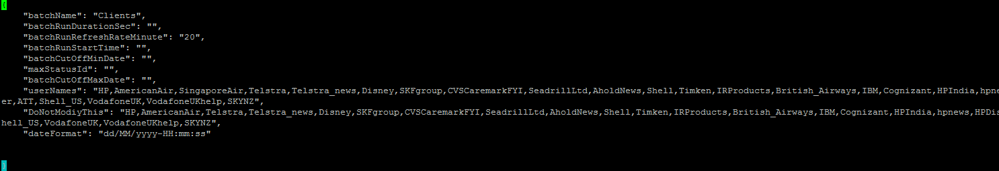 {
"batchName": "Clients",
"batchRunDurationSec": "",
"batchRunRefreshRateMinute": "20",
"batchRunStartTime": "",
"batchCutOffMinDate": "",
"maxStatusId": "",
"batchCutOffMaxDate": "",
"userNames": "HP,AmericanAir,SingaporeAir,Telstra,Telstra_news,Disney,SKFgroup,CVSCaremarkFYI,SeadrillLtd,AholdNews,Shell,Timken,IRProducts,British_Airways,IBM,Cognizant,HPIndia,hpne
er,ATT,Shell_US,VodafoneUK,VodafoneUKhelp,SKYNZ",
"DoNotModiyThis": "HP,AmericanAir,Telstra,Telstra_news,Disney,SKFgroup,CVSCaremarkFYI,SeadrillLtd,AholdNews,Shell,Timken,IRProducts,British_Airways,IBM,Cognizant,HPIndia,hpnews,HPDis
hell_US,VodafoneUK,VodafoneUKhelp,SKYNZ",
"dateFormat": "dd/MM/yyyy-HH:mm:ss"
}